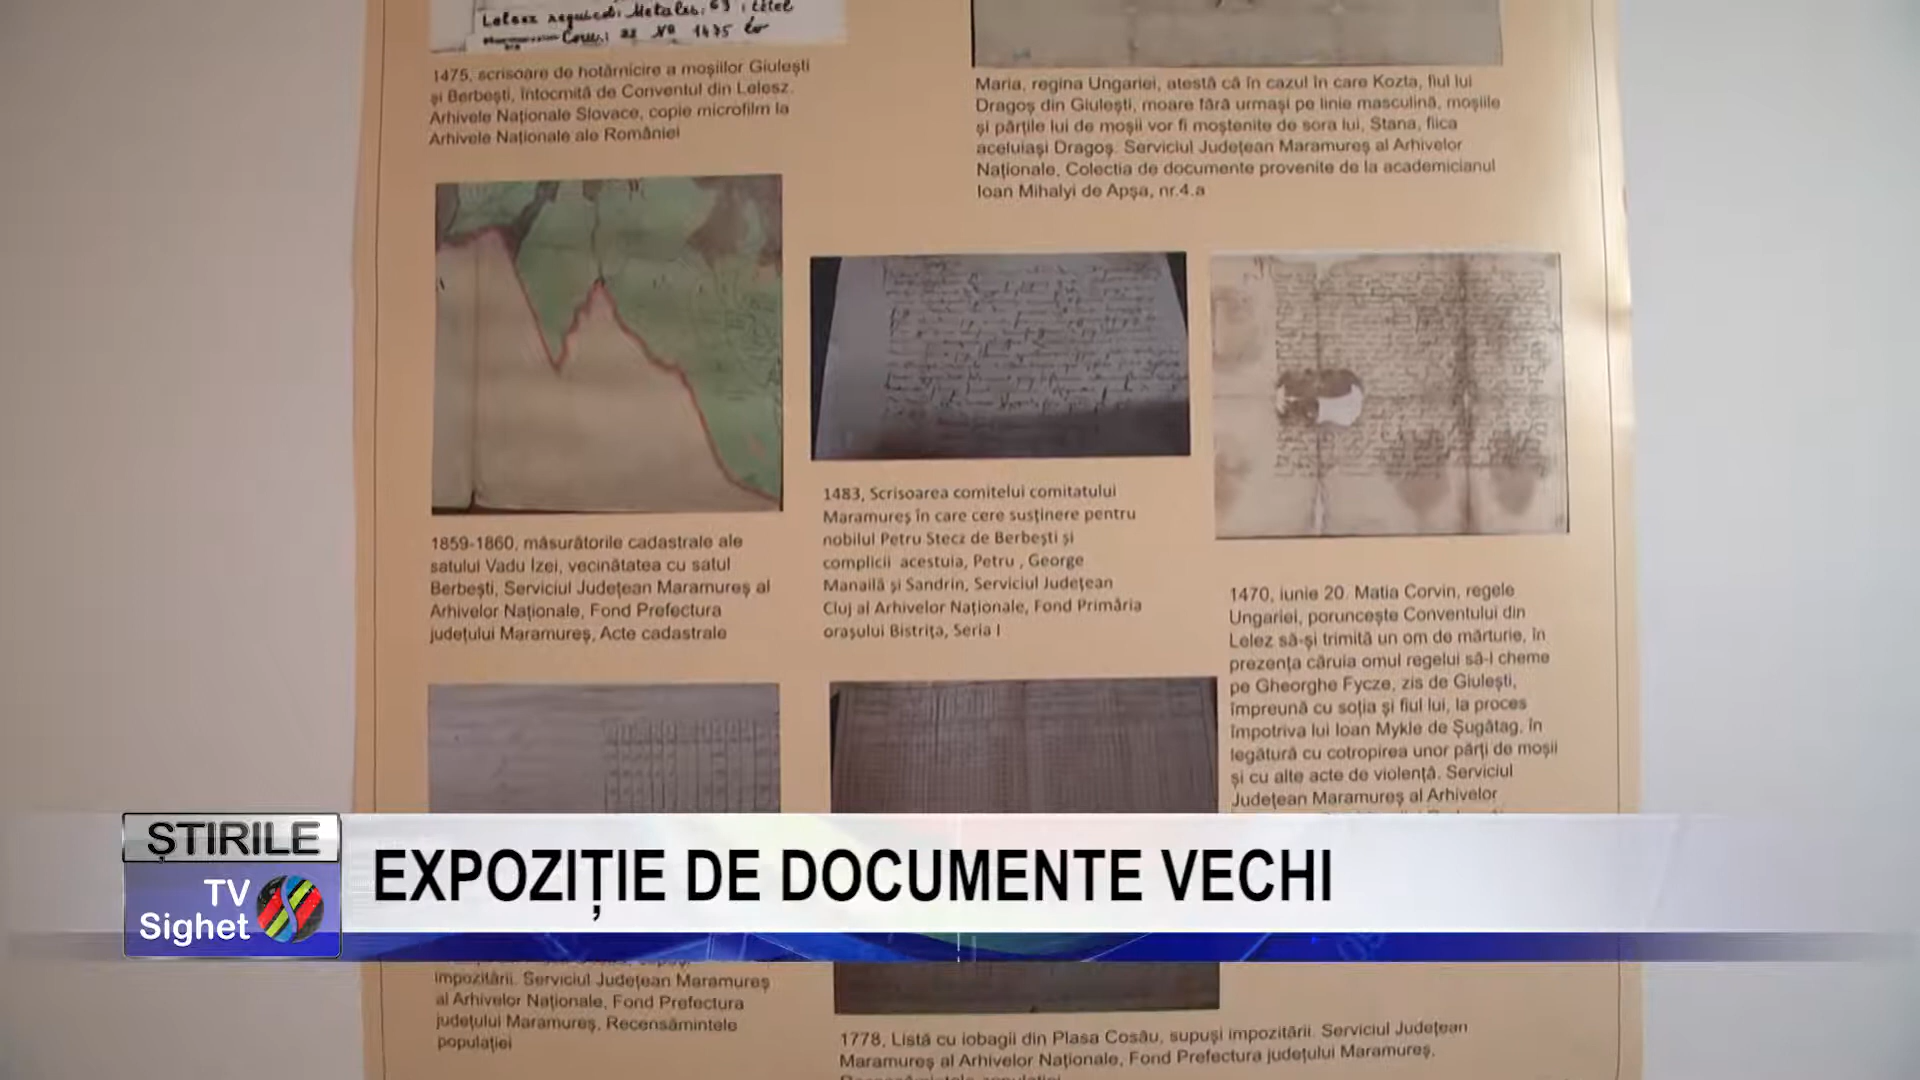 Lelesz
1475, scrisoare de hotărnicire a moșiilor Giulești
și Berbești, întocmită de Conventul din Lelesz.
Arhivele Naționale Slovace, copie microfilm la
Arhivele Naționale ale României
Maria, regina Ungariei, atestă că în cazul în care Kozta, fiul lui
Dragoș din Giulești, moare fără urmași pe linie masculină, moșiile
și părțile lui de moșii vor fi moștenite de sora lui, Stana, fiica
aceluiași Dragoș. Serviciul Județean Maramureș al Arhivelor
Naționale, Colectia de documente provenite de la academicianul
Ioan Mihalyi de Apșa, nr.4.a
1859-1860, măsurătorile cadastrale ale
satului Vadu Izei, vecinătatea cu satul
Berbești, Serviciul Județean Maramureș al
Arhivelor Naționale, Fond Prefectura
județului Maramureș, Acte cadastrale
1483, Scrisoarea comitelui comitatului
Maramureș în care cere susținere pentru
nobilul Petru Stecz de Berbești și
complicii acestuia, Petru , George
Manailă și Sandrin, Serviciul Județean
Cluj al Arhivelor Naționale, Fond Primăria
orașului Bistrița, Seria I
1470, iunie 20. Matia Corvin, regele
Ungariei, poruncește Conventului din
Lelez să-și trimită un om de mărturie, în
prezența căruia omul regelui să-l cheme
pe Gheorghe Fycze, zis de Giulești,
împreună cu soția și fiul lui, la proces
împotriva lui Ioan Mykle de Șugătag, în
legătură cu cotropirea unor părți de moșii
și cu alte acte de violență. Serviciul
Județean Maramureș al Arhivelor
ȘTIRILE
TV
Sighet
EXPOZIȚIE DE DOCUMENTE VECHI
impozitării. Serviciul Județean Maramureș
al Arhivelor Naționale, Fond Prefectura
județului Maramureș, Recensămintele
populației
1778, Listă cu iobagii din Plasa Cosău, supuși impozitării. Serviciul Județean
Maramureș al Arhivelor Naționale, Fond Prefectura județului Maramureș,